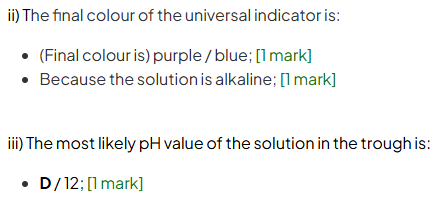 ii) The final colour of the universal indicator is:
• (Final colour is) purple / blue; [1 mark]
• Because the solution is alkaline; [1 mark]
iii) The most likely pH value of the solution in the trough is:
• D / 12; [1 mark]